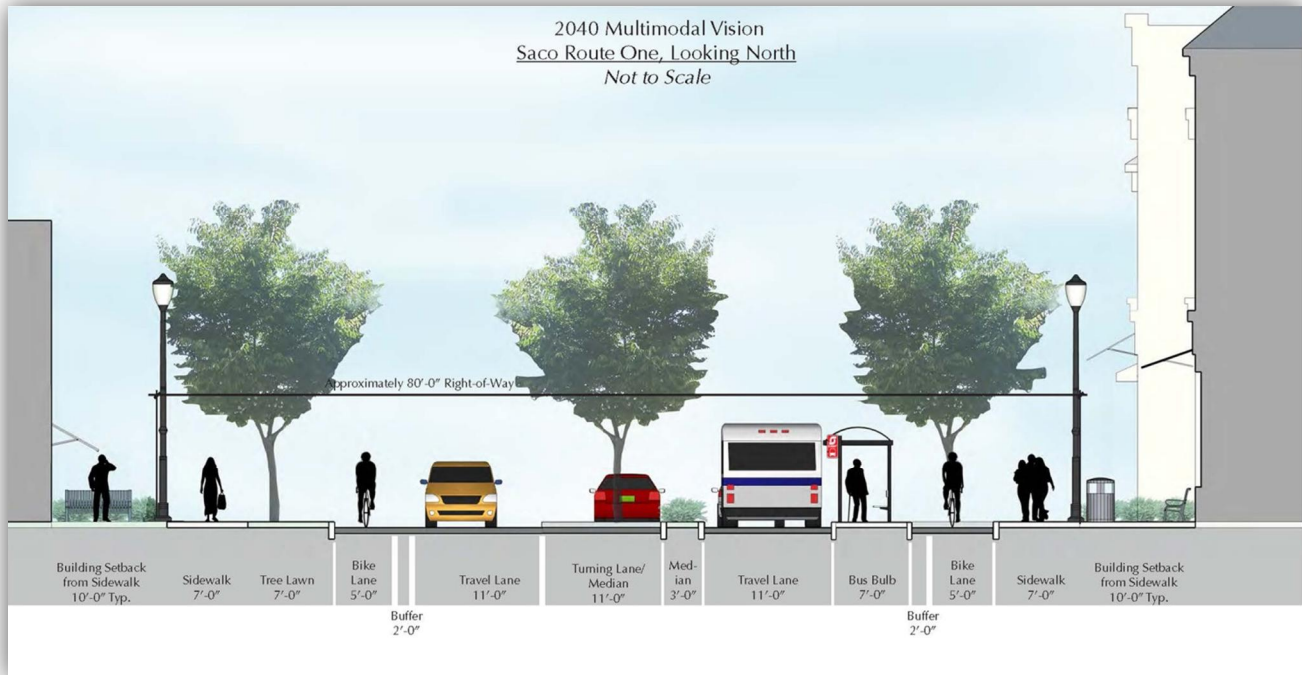 2040 Multimodal Vision
Saco Route One, Looking North
Not to Scale
Approximately 80'-0" Right-of-Way
Building Setback
from Sidewalk
10'-0" Typ.
Sidewalk
7'-0"
Tree Lawn
7'-0"
Bike
Lane
5'-0"
Buffer
2'-0"
Travel Lane
11'-0"
Turning Lane/
Median
11'-0"
Med-
ian
3'-0"
Travel Lane
11'-0"
Bus Bulb
7'-0"
Buffer
2'-0"
Bike
Lane
5'-0"
Sidewalk
7'-0"
Building Setback
from Sidewalk
10'-0" Typ.